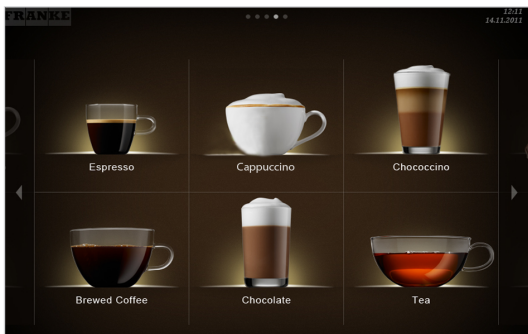 FRANKE
12:11
14.11.2011
Espresso
Cappuccino
Chococcino
Brewed Coffee
Chocolate
Tea